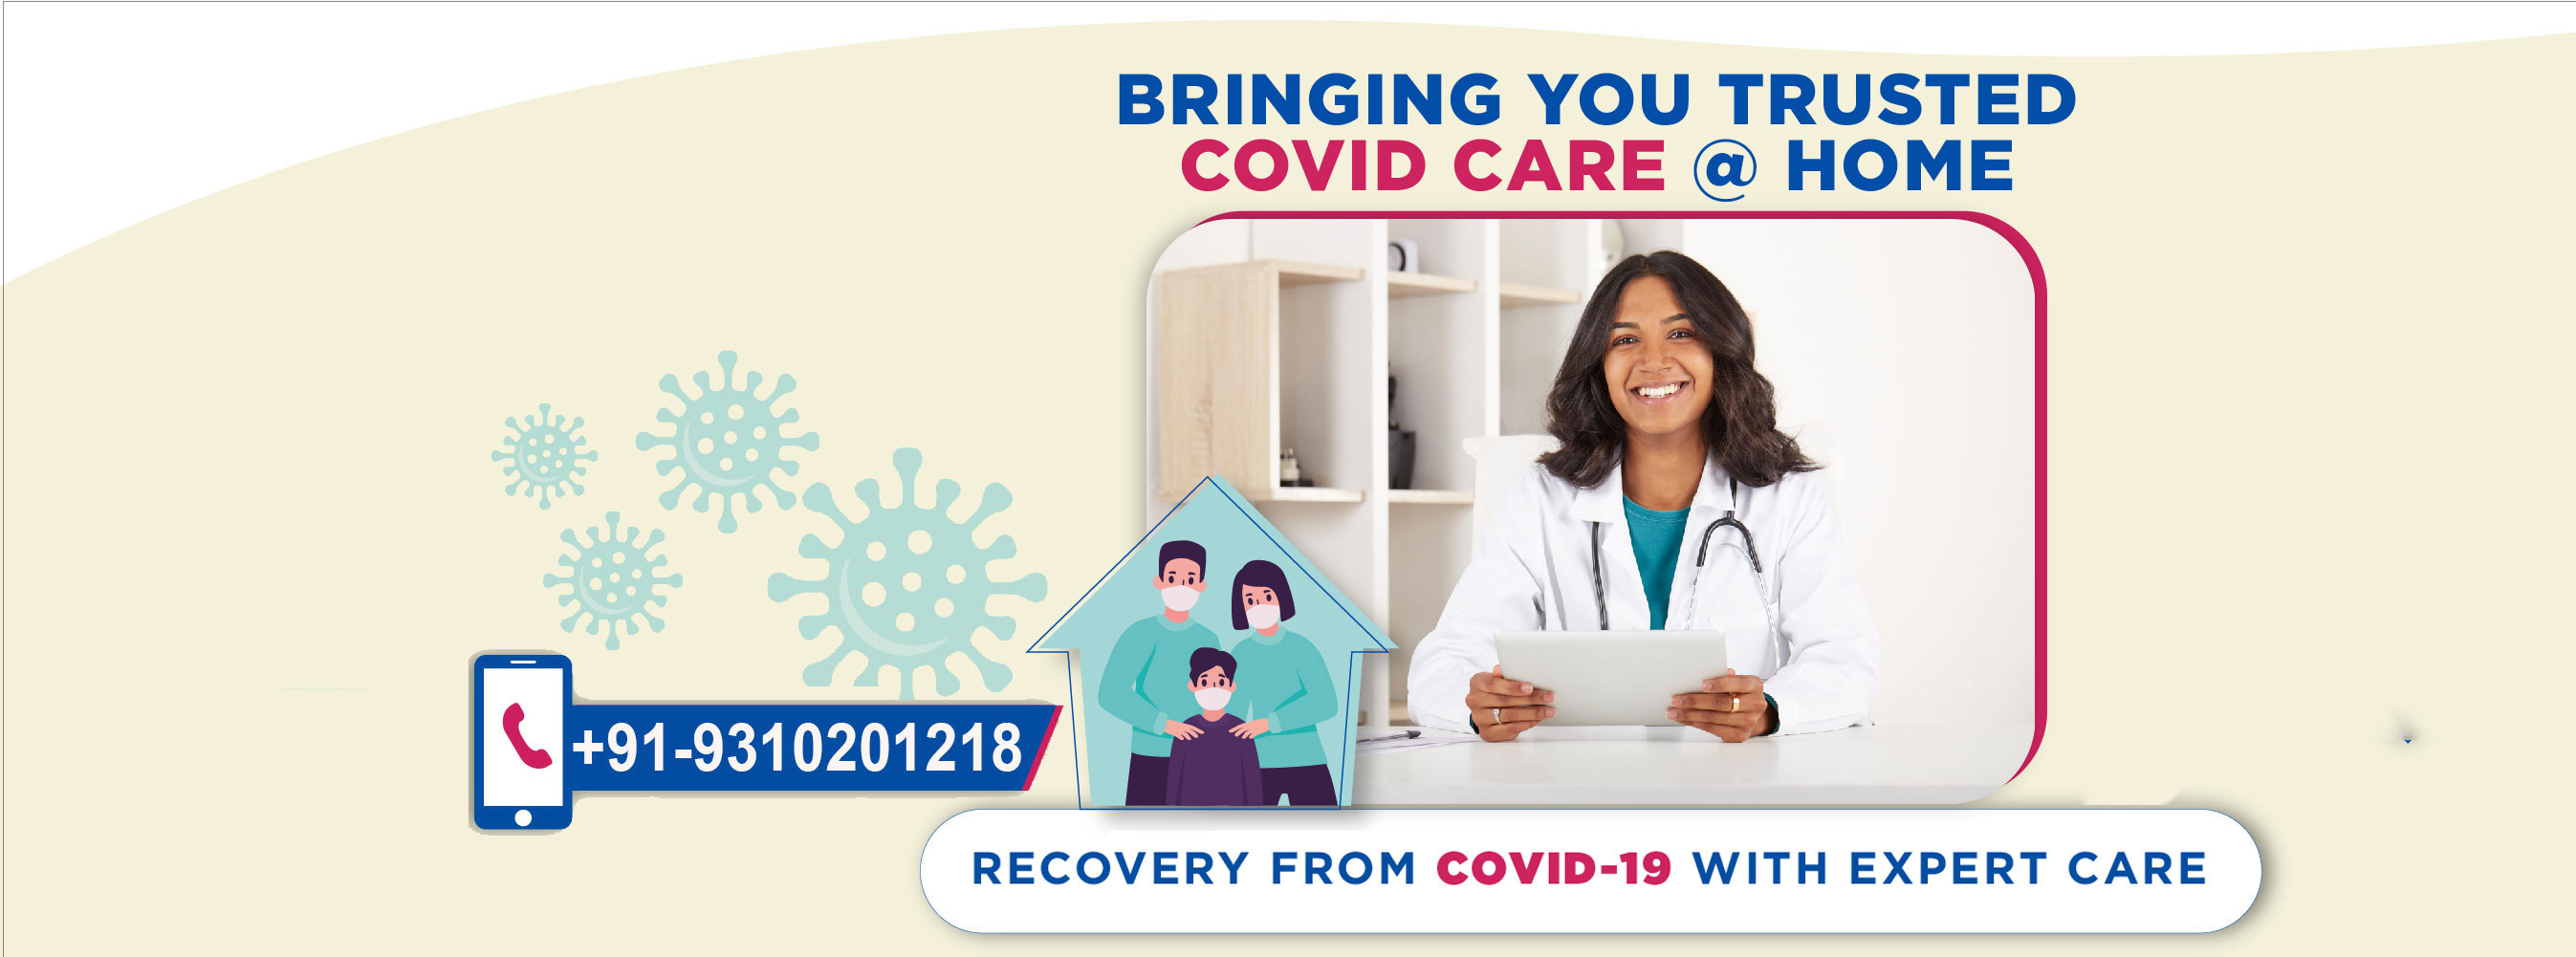 BRINGING YOU TRUSTED
COVID CARE @ HOME
+91-9310201218
RECOVERY FROM COVID-19 WITH EXPERT CARE